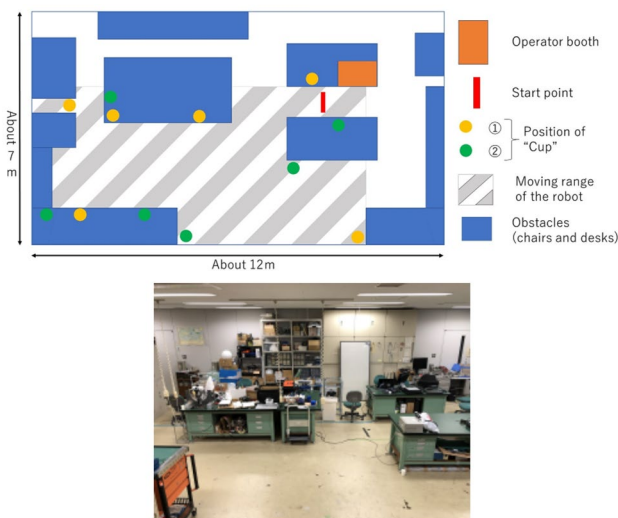 About 7 m
About 12m
Operator booth
Start point
①
②
Position of
“Cup”
Moving range
of the robot
Obstacles
(chairs and desks)